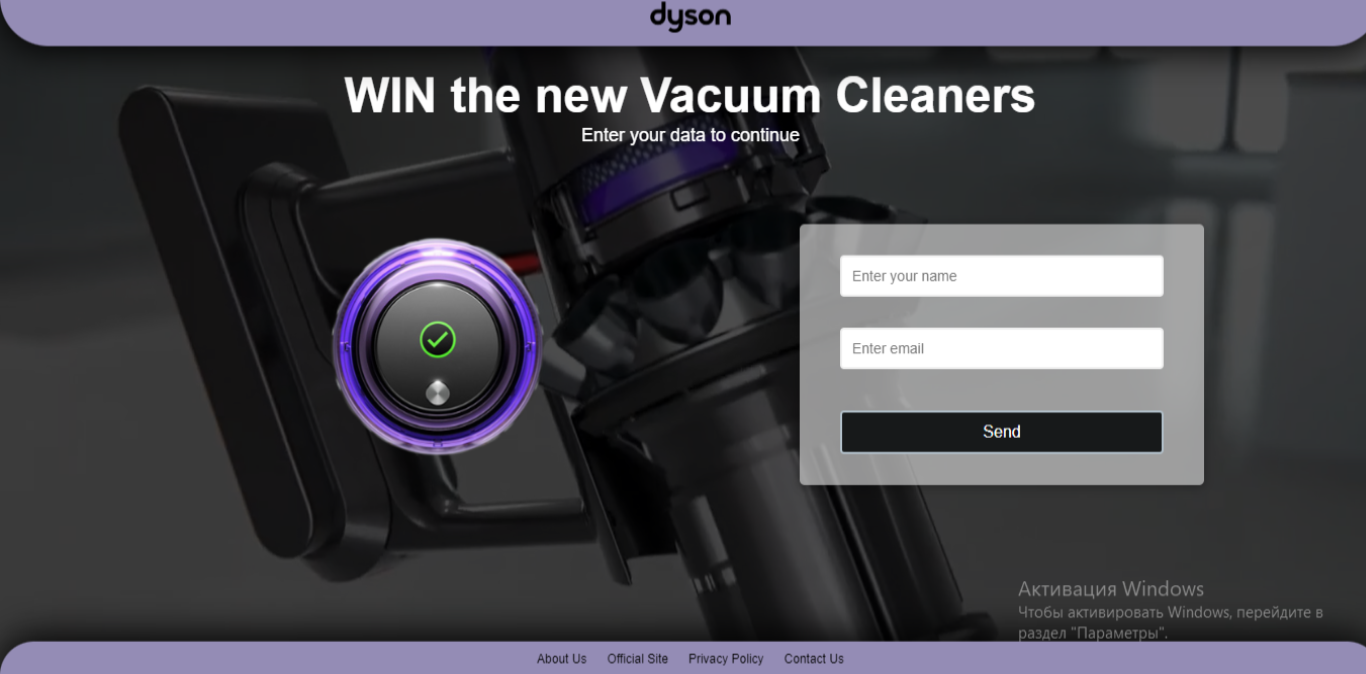 dyson
WIN the new Vacuum Cleaners
Enter your data to continue
Enter your name
Enter email
Send
Активация Windows
Чтобы активировать Windows, перейдите в
раздел "Параметры".
About Us Official Site Privacy Policy Contact Us